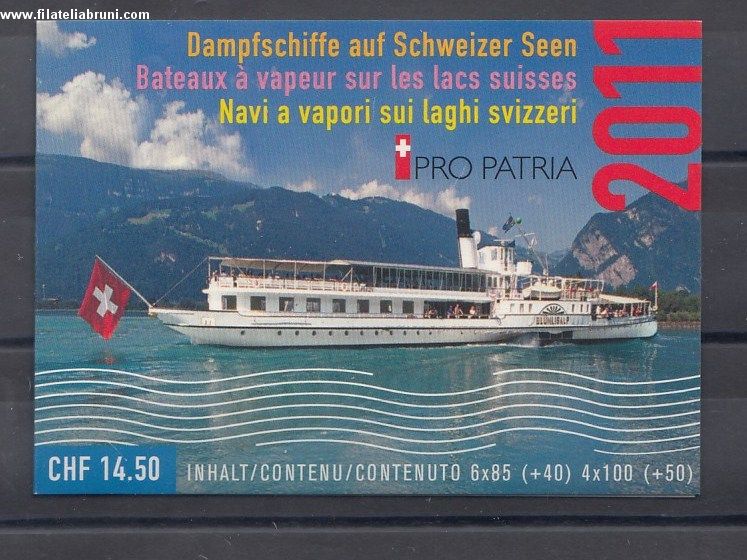 www.filateliabruni.com
Dampfschiffe auf Schweizer Seen
Bateaux à vapeur sur les lacs suisses
Navi a vapori sui laghi svizzeri
2011
PRO PATRIA
BLÜMLISALP
CHF 14.50
INHALT/CONTENU/CONTENUTO 6x85 (+40) 4x100 (+50)